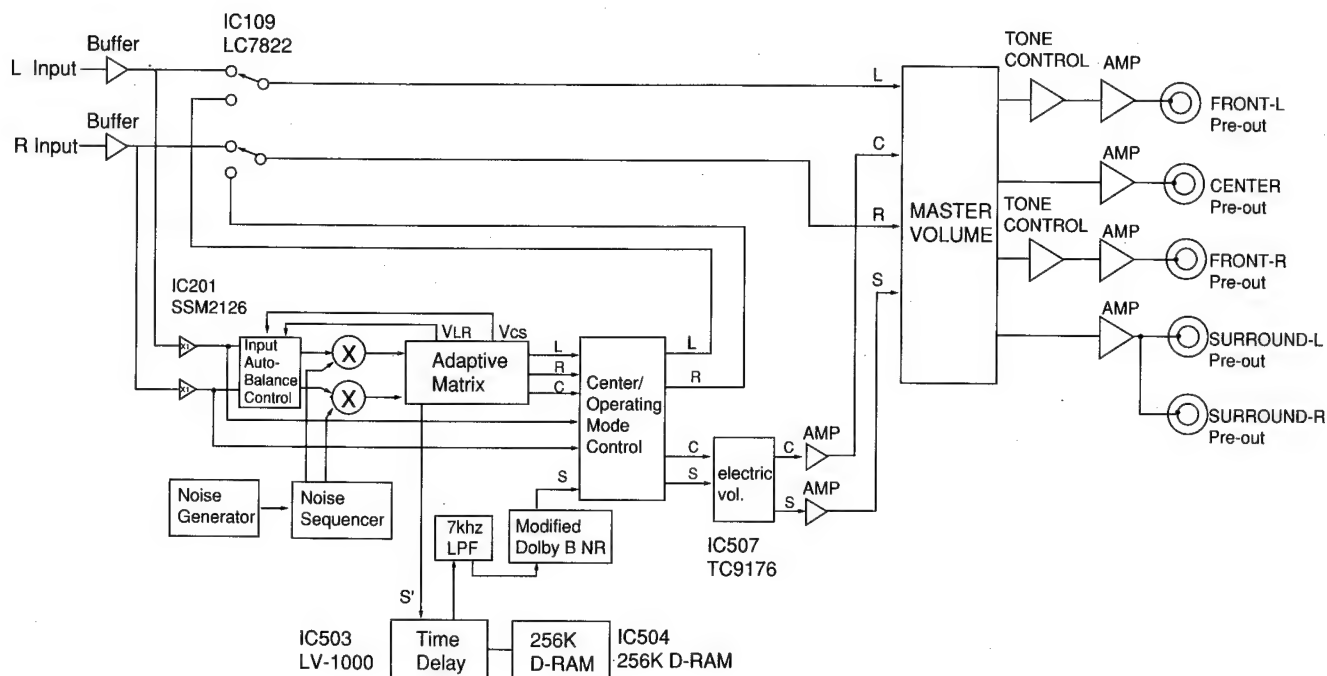 IC109
LC7822
Buffer
L Input
Buffer
R Input
L
C
R
S
MASTER
VOLUME
TONE
CONTROL
AMP
FRONT-L
Pre-out
AMP
CENTER
Pre-out
TONE
CONTROL
AMP
FRONT-R
Pre-out
AMP
SURROUND-L
Pre-out
SURROUND-R
Pre-out
IC201
SSM2126
X1
X1
Input
Auto-
Balance
Control
X
X
VLR
Vcs
Adaptive
Matrix
L
R
C
Center/
Operating
Mode
Control
L
R
C
S
S
electric
vol.
C
S
AMP
AMP
IC507
TC9176
Noise
Generator
Noise
Sequencer
7khz
LPF
Modified
Dolby B NR
S'
IC503
LV-1000
Time
Delay
256K
D-RAM
IC504
256K D-RAM